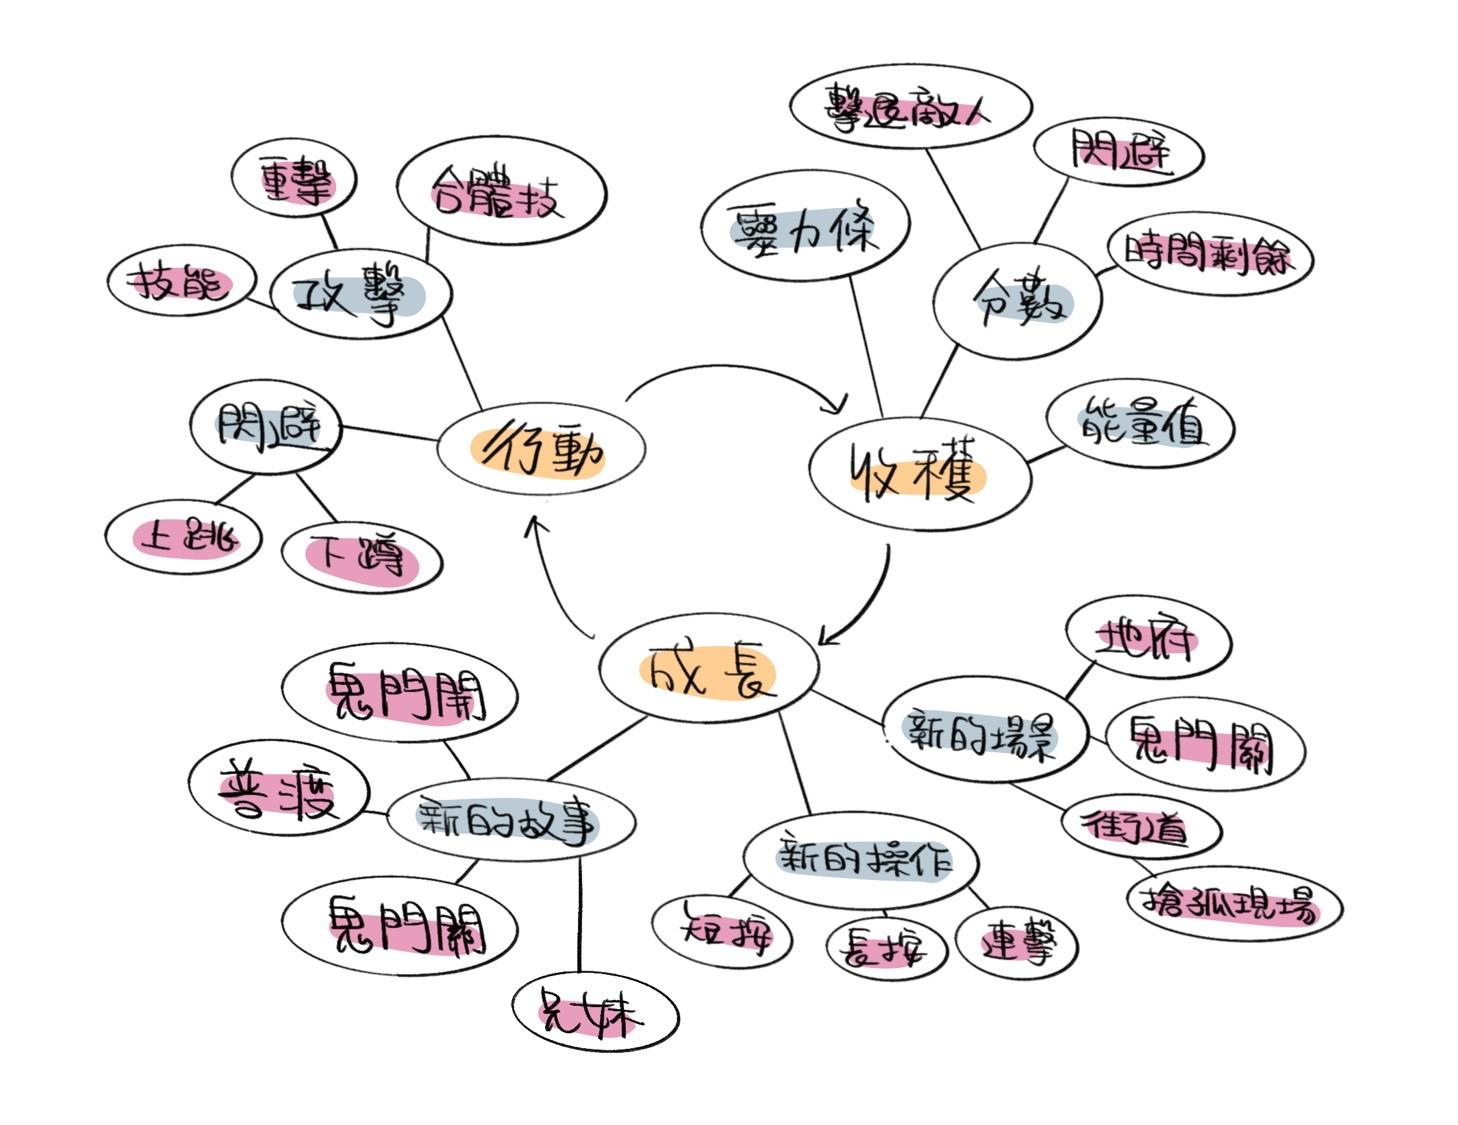 擊退敵人
閃避
重擊
合體技
靈力條
時間剩餘
技能
攻擊
分數
閃避
能量值
行動
收穫
上跳
下蹲
地府
成長
鬼門開
新的場景
鬼門關
普渡
新的故事
街道
新的操作
搶孤現場
鬼門關
短按
長按
連擊
兄妹